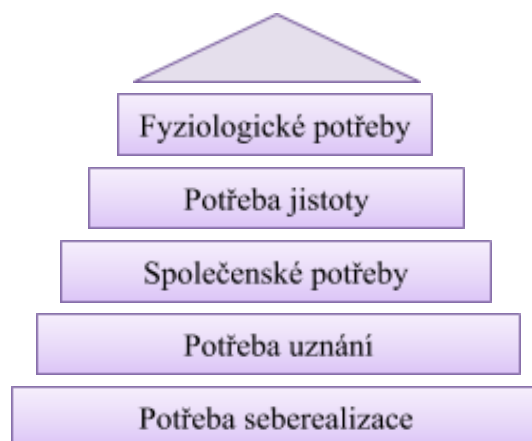 Fyziologické potřeby
Potřeba jistoty
Společenské potřeby
Potřeba uznání
Potřeba seberealizace